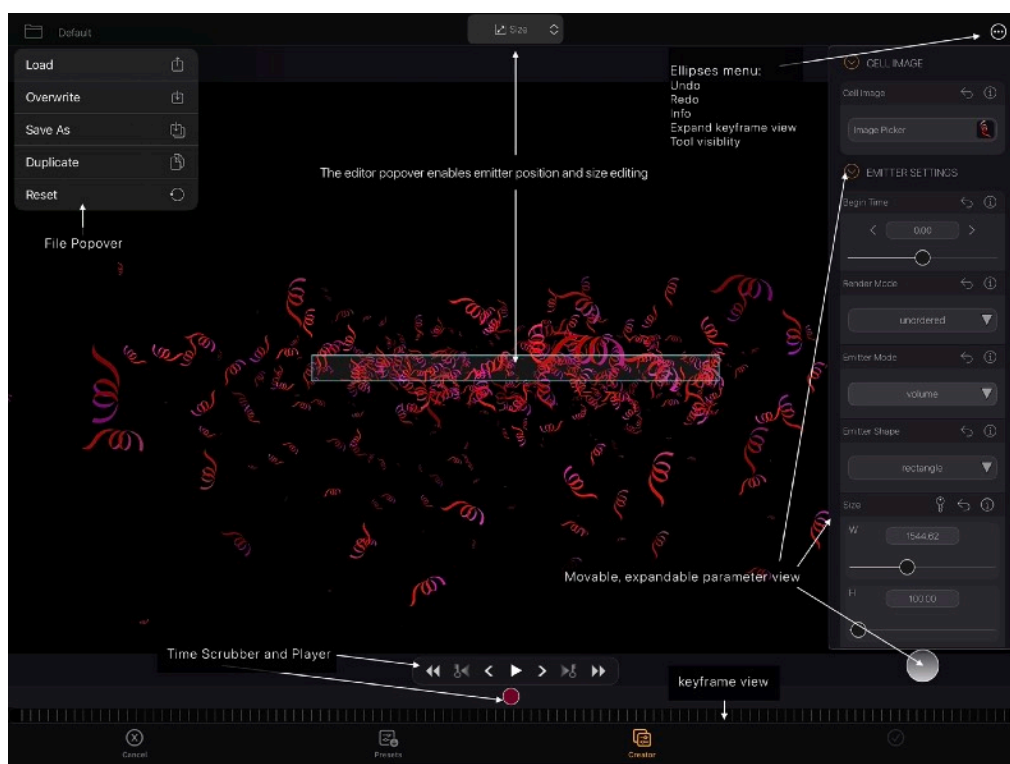 Default
Size
Load
Overwrite
Save As
Duplicate
Reset
File Popover
Ellipses menu:
Undo
Redo
Info
Expand keyframe view
Tool visiblity
The editor popover enables emitter position and size editing
CELL IMAGE
Cell Image
Image Picker
EMITTER SETTINGS
Begin Time
0.00
Render Mode
unordered
Emitter Mode
volume
Emitter Shape
rectangle
Size
W
1544.62
H
100.00
Movable, expandable parameter view
Time Scrubber and Player
keyframe view
Cancel
Presets
Creator